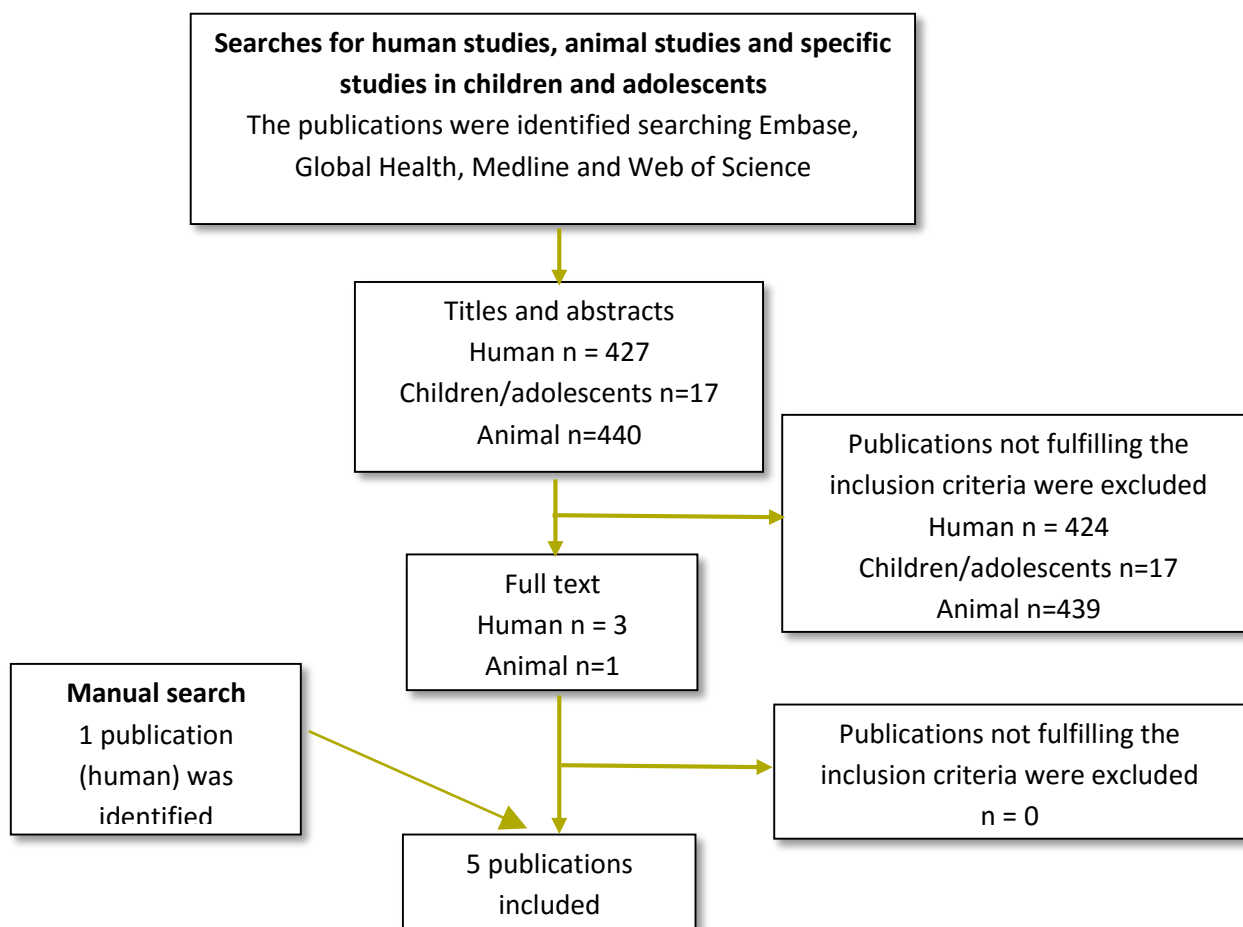 Searches for human studies, animal studies and specific
studies in children and adolescents
The publications were identified searching Embase,
Global Health, Medline and Web of Science
Titles and abstracts
Human n = 427
Children/adolescents n=17
Animal n=440
Publications not fulfilling the
inclusion criteria were excluded
Human n = 424
Children/adolescents n=17
Animal n=439
Full text
Human n = 3
Animal n=1
Manual search
1 publication
(human) was
identified
Publications not fulfilling the
inclusion criteria were excluded
n = 0
5 publications
included